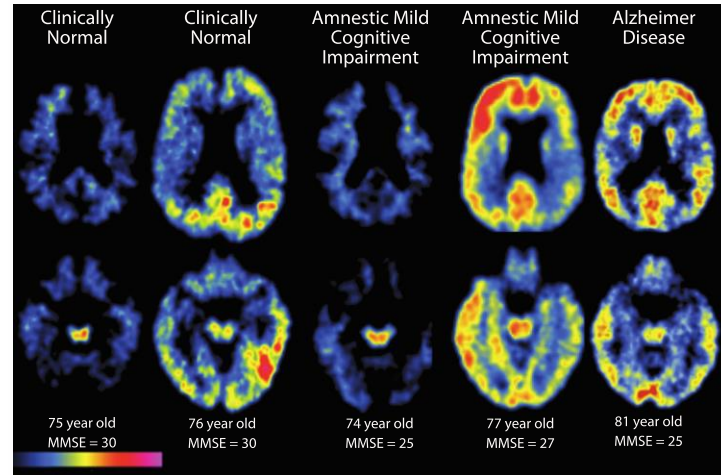 Clinically
Normal
Clinically
Normal
Amnestic Mild
Cognitive
Impairment
Amnestic Mild
Cognitive
Impairment
Alzheimer
Disease
75 year old
MMSE = 30
76 year old
MMSE = 30
74 year old
MMSE = 25
77 year old
MMSE = 27
81 year old
MMSE = 25